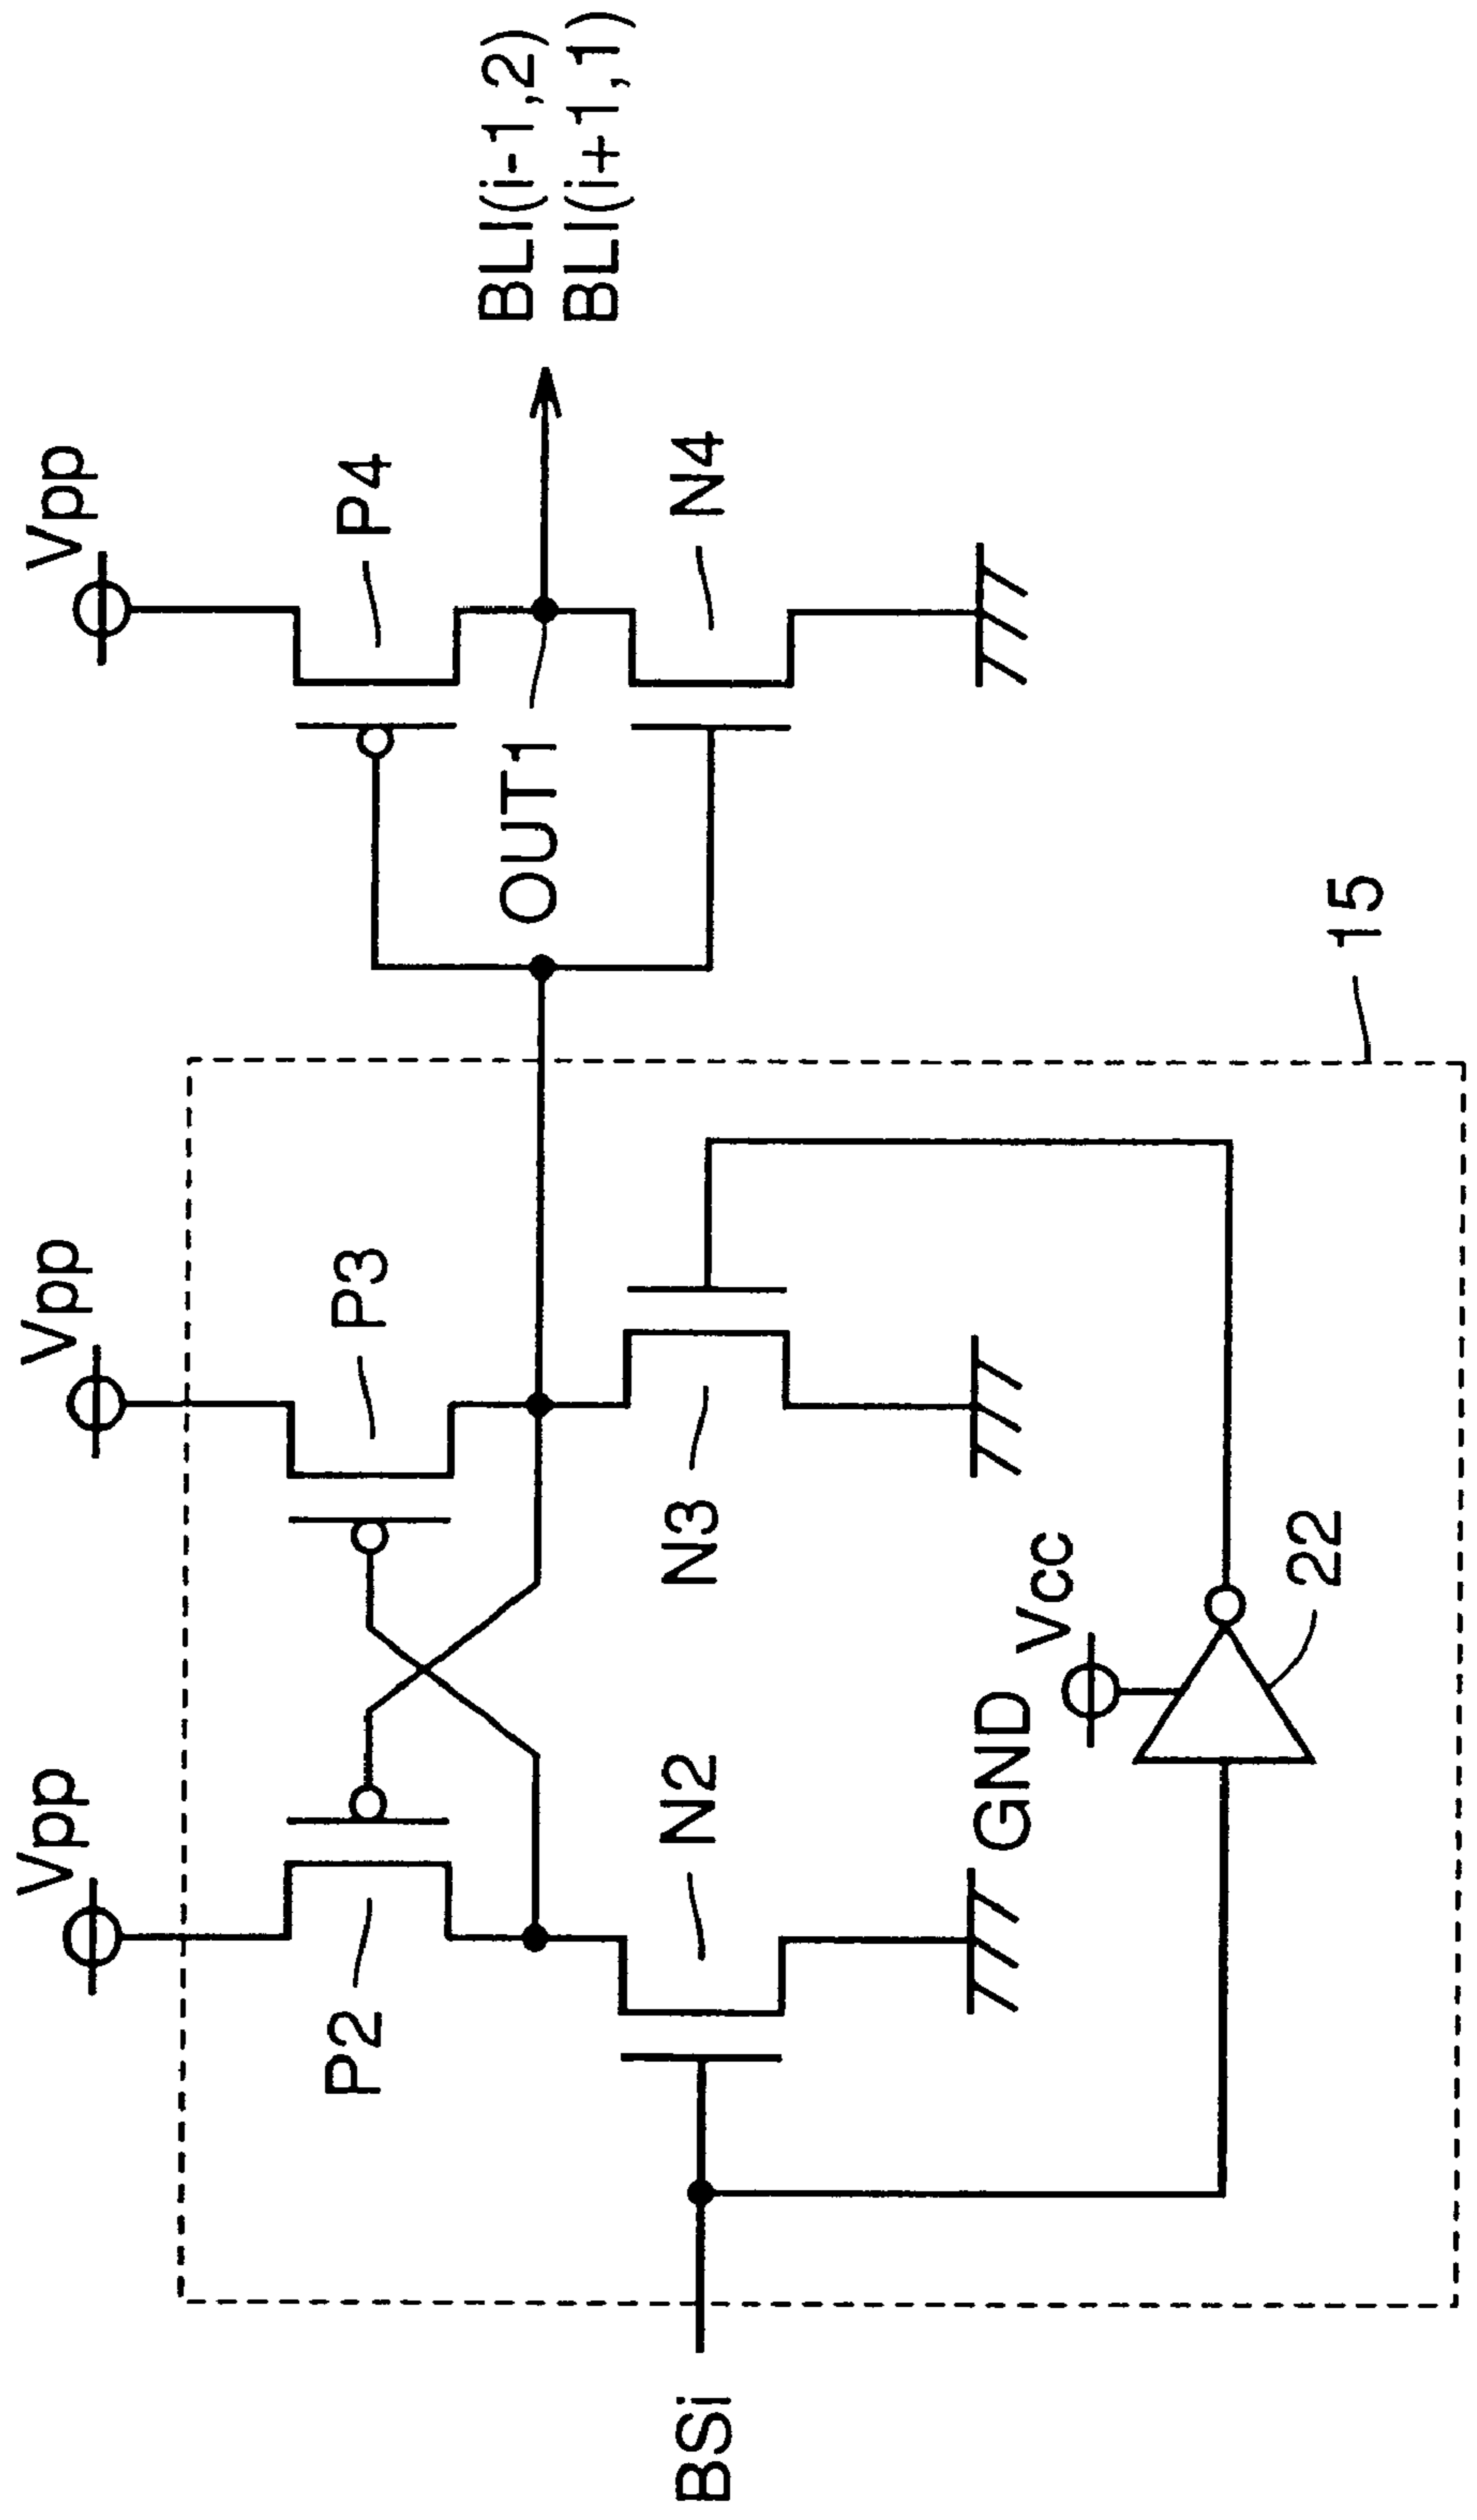 Vpp
Vpp
Vpp
P2
P3
P4
BLI(i-1,2)
BLI(i+1,1)
OUT1
BSi
N2
N3
N4
GND
Vcc
22
15